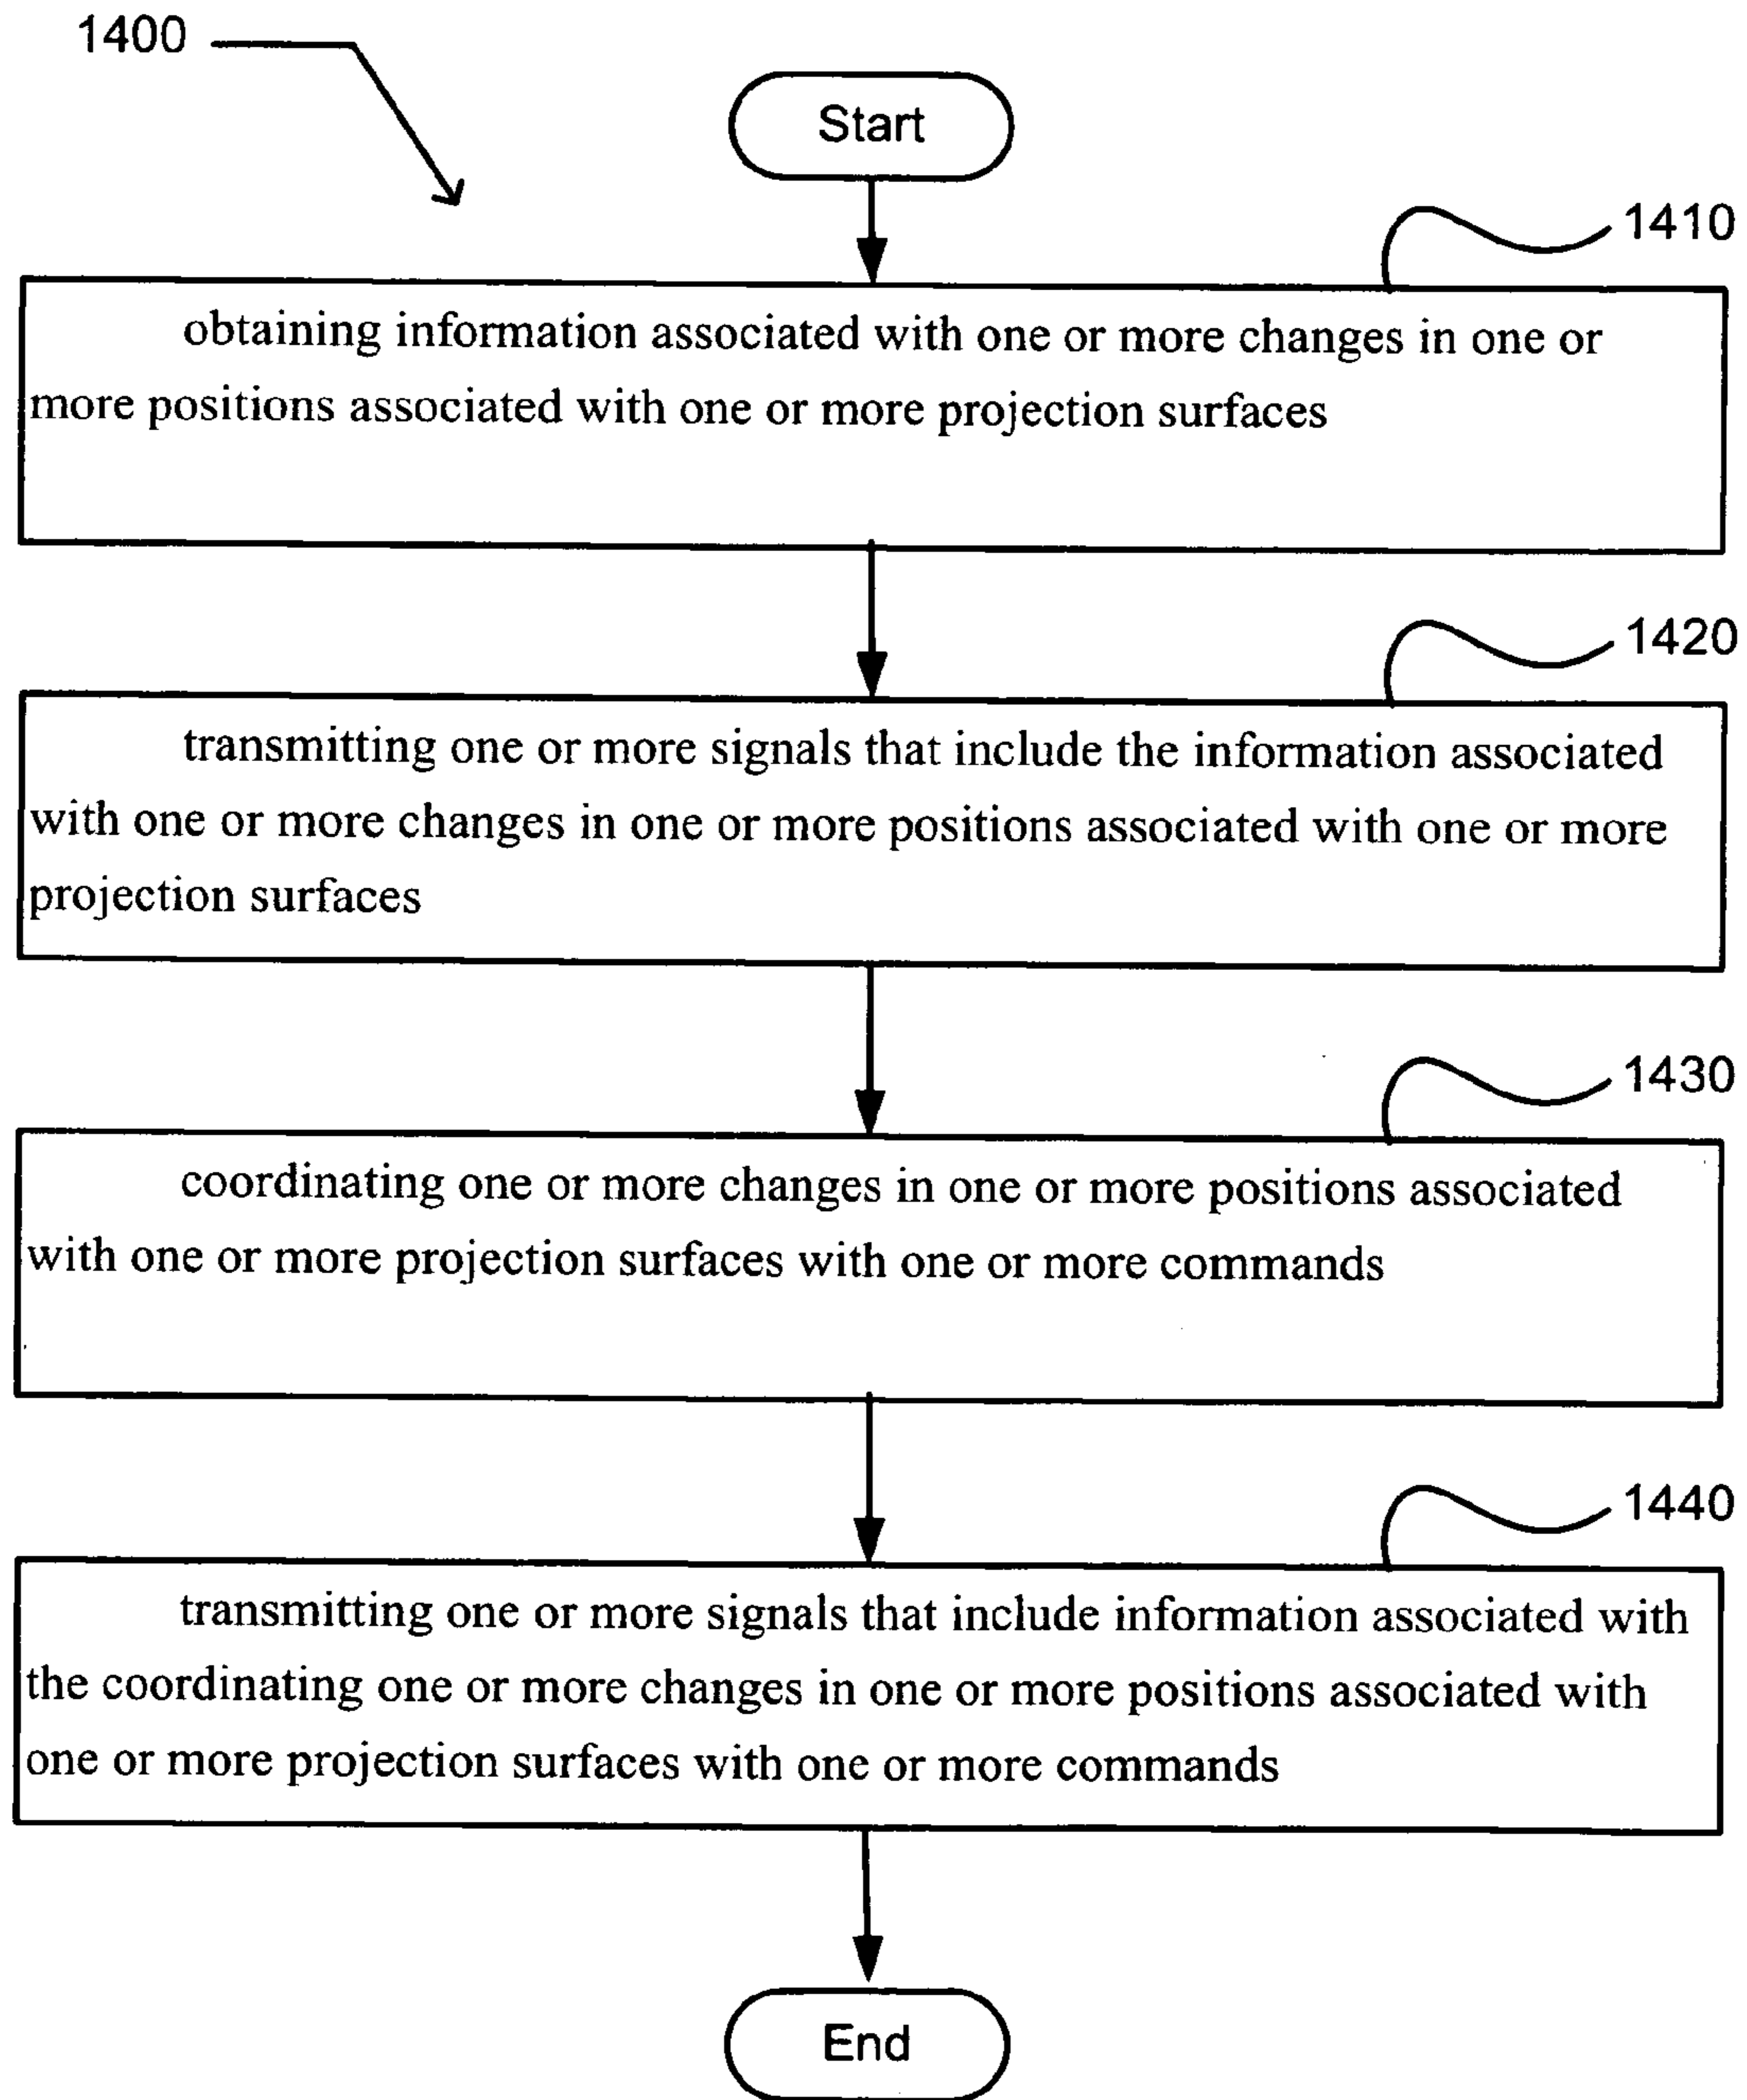 1400
Start
1410
obtaining information associated with one or more changes in one or
more positions associated with one or more projection surfaces
1420
transmitting one or more signals that include the information associated
with one or more changes in one or more positions associated with one or more
projection surfaces
1430
coordinating one or more changes in one or more positions associated
with one or more projection surfaces with one or more commands
1440
transmitting one or more signals that include information associated with
the coordinating one or more changes in one or more positions associated with
one or more projection surfaces with one or more commands
End